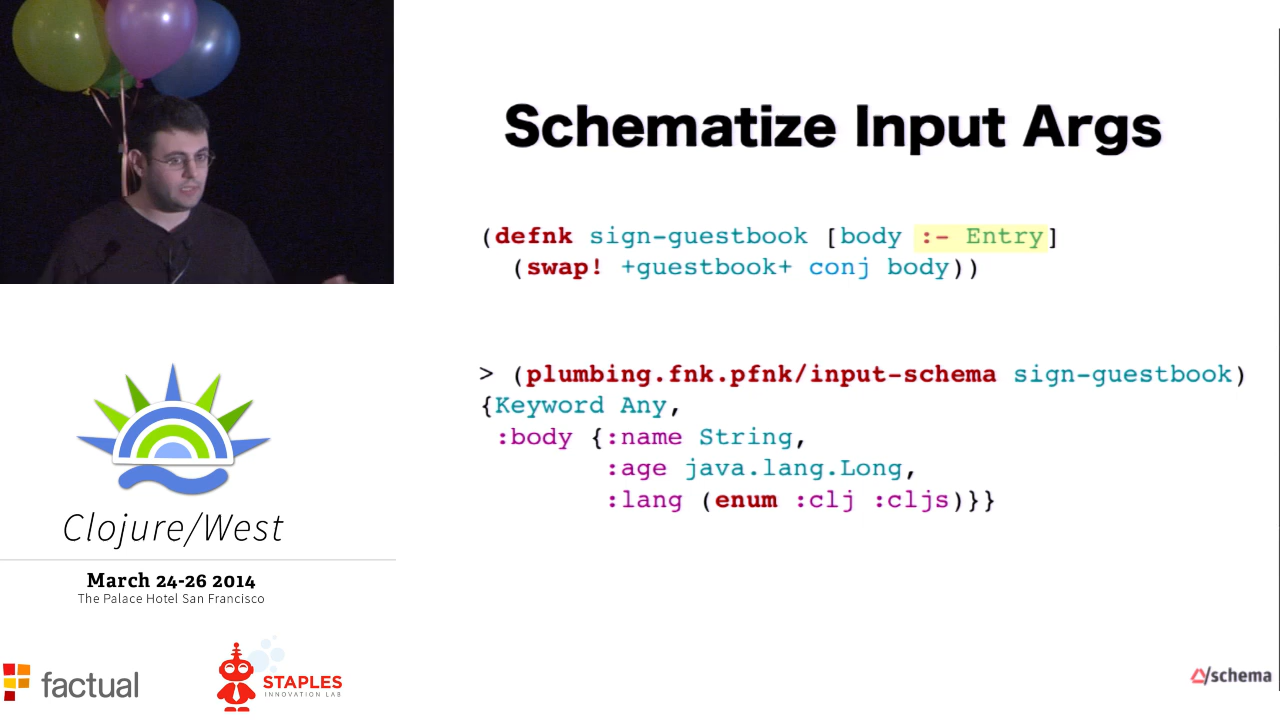 Schematize Input Args
(defnk sign-guestbook [body :- Entry]
(swap! +guestbook+ conj body))
> (plumbing.fnk.pfnk/input-schema sign-guestbook)
{Keyword Any,
:body {:name String,
:age java.lang.Long,
:lang (enum :clj :cljs)}}
Clojure/West
March 24-26 2014
The Palace Hotel San Francisco
factual
STAPLES
INNOVATION LAB
/schema